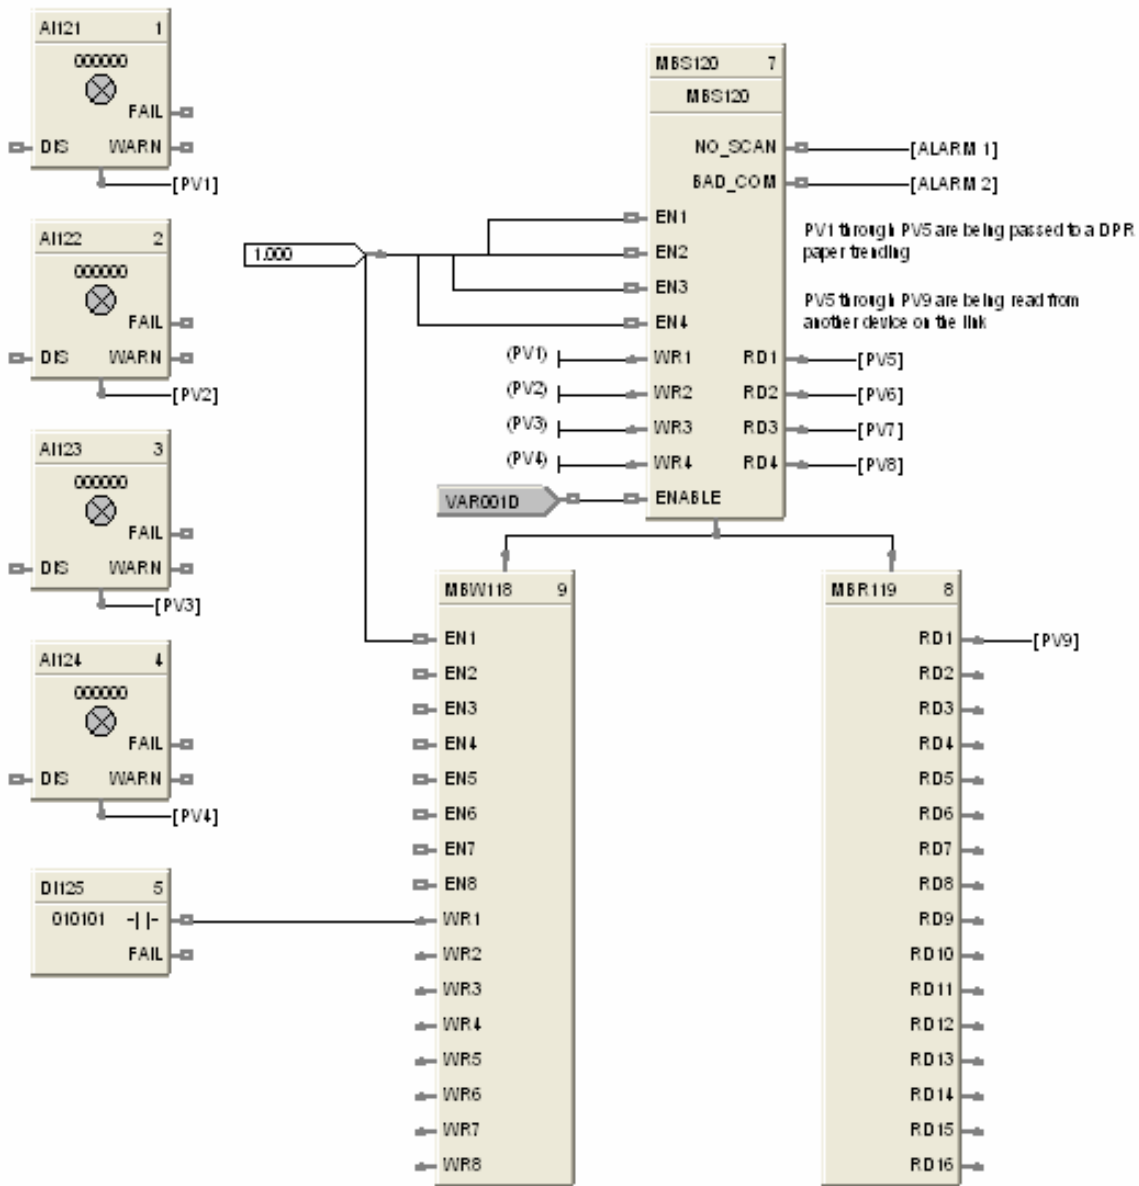 AI121 1
000000
FAIL
DIS WARN
[PV1]
AI122 2
000000
FAIL
DIS WARN
[PV2]
AI123 3
000000
FAIL
DIS WARN
[PV3]
AI124 4
000000
FAIL
DIS WARN
[PV4]
DI125 5
010101 -| |-
FAIL
1.000
MBS120 7
MBS120
NO_SCAN [ALARM 1]
BAD_COM [ALARM 2]
EN1
EN2
EN3
EN4
(PV1) WR1 RD1 [PV5]
(PV2) WR2 RD2 [PV6]
(PV3) WR3 RD3 [PV7]
(PV4) WR4 RD4 [PV8]
VAR001D ENABLE
PV1 through PV5 are being passed to a DPR
paper trending
PV5 through PV9 are being read from
another device on the link
MBW118 9
EN1
EN2
EN3
EN4
EN5
EN6
EN7
EN8
WR1
WR2
WR3
WR4
WR5
WR6
WR7
WR8
MBR119 8
RD1 [PV9]
RD2
RD3
RD4
RD5
RD6
RD7
RD8
RD9
RD10
RD11
RD12
RD13
RD14
RD15
RD16